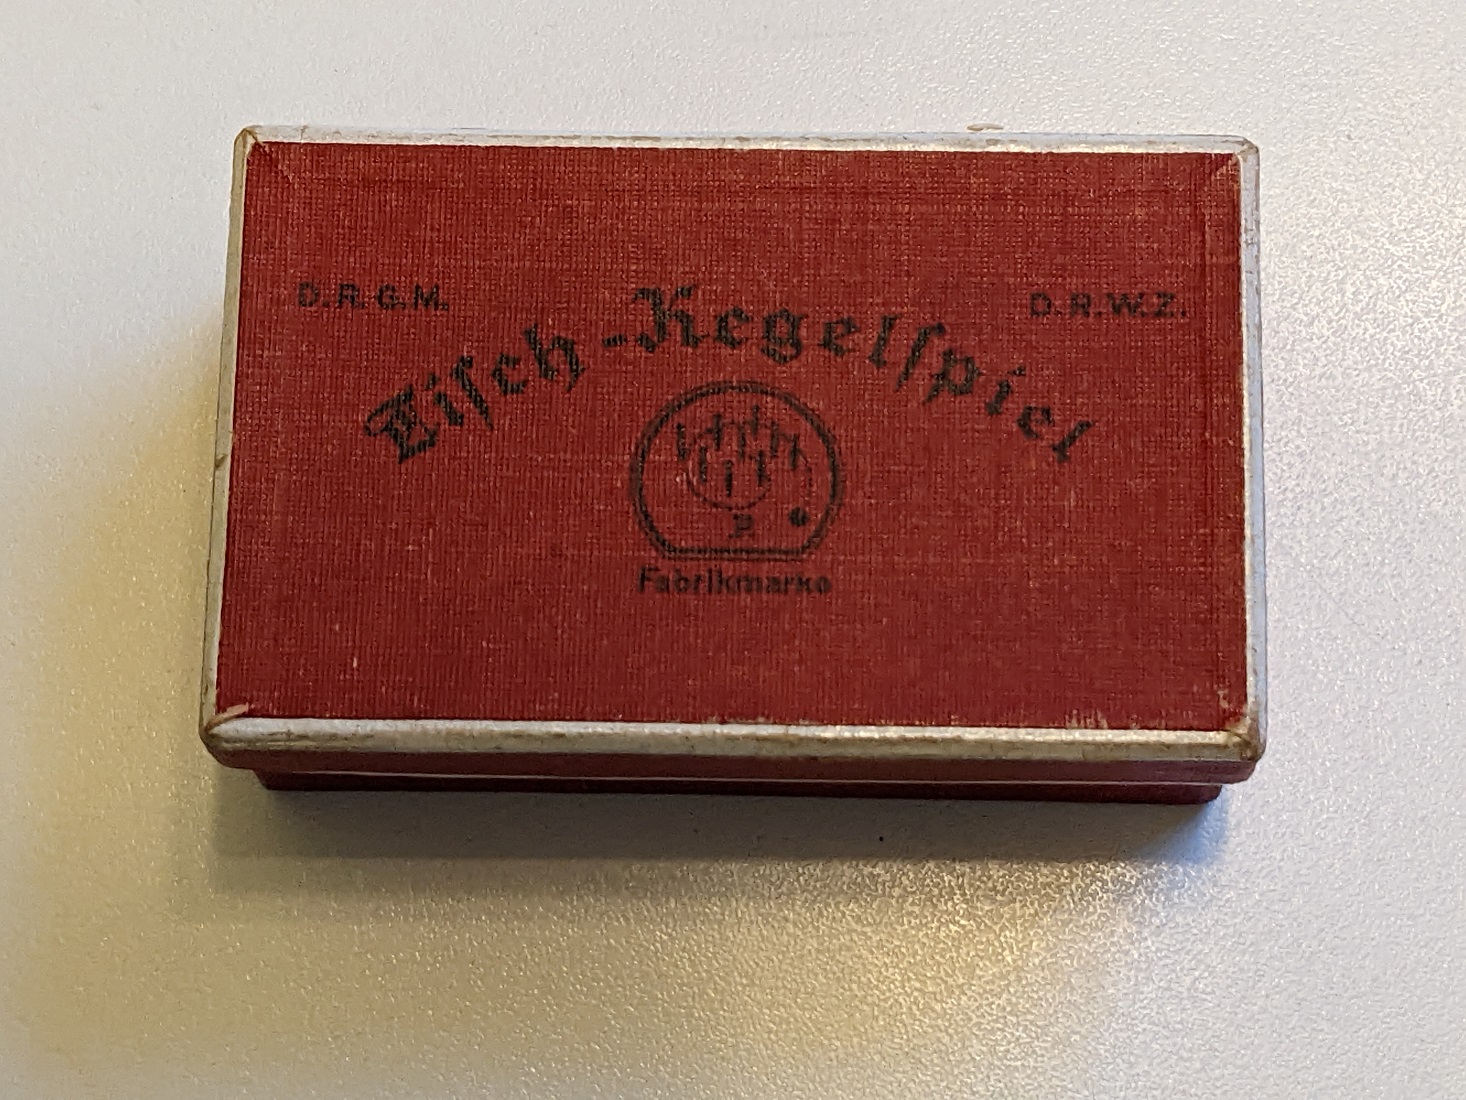 D.R.G.M.
D.R.W.Z.
Tiſch-Kegelſpiel
Fabrikmarke